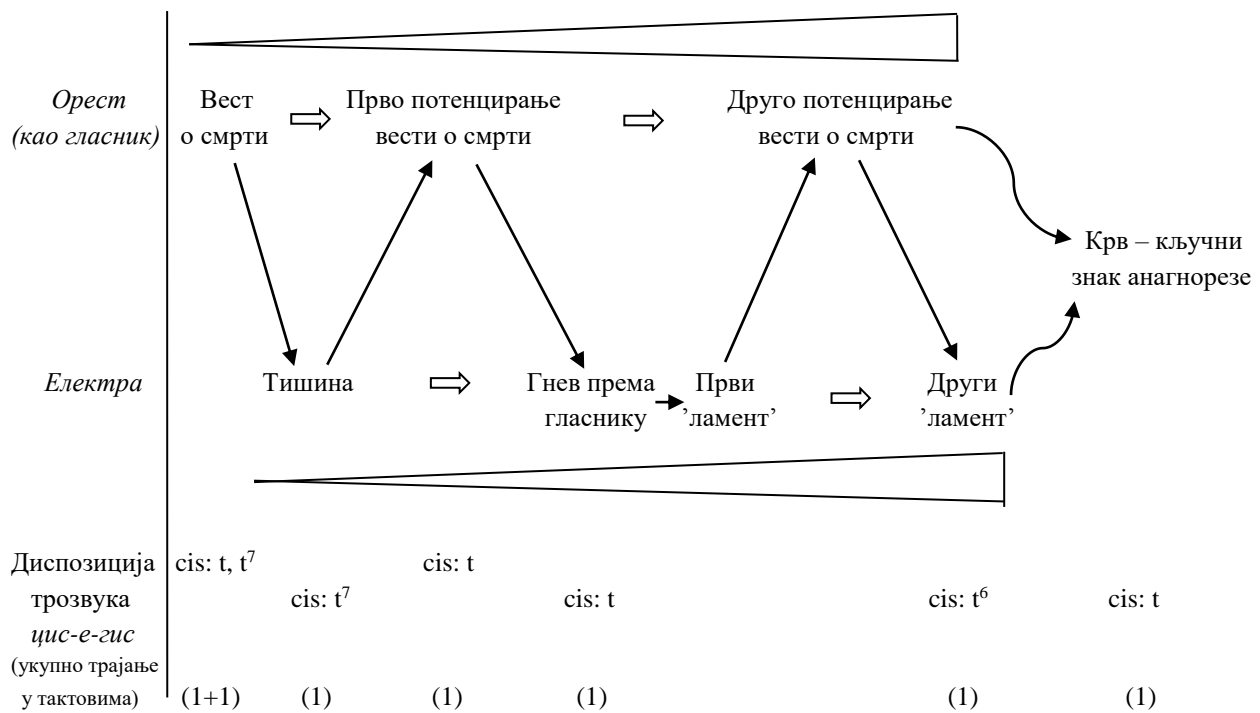 Орест Вест Прво потенцирање Друго потенцирање
(као гласник) о смрти вести о смрти вести о смрти
Крв – кључни
знак анагнорезе
Електра Тишина Гнев према Први Други
гласнику ’ламент’ ’ламент’
Диспозиција cis: t, t⁷ cis: t
трозвука cis: t⁷ cis: t cis: t⁶ cis: t
цис-е-гис
(укупно трајање
у тактовима) (1+1) (1) (1) (1) (1) (1)